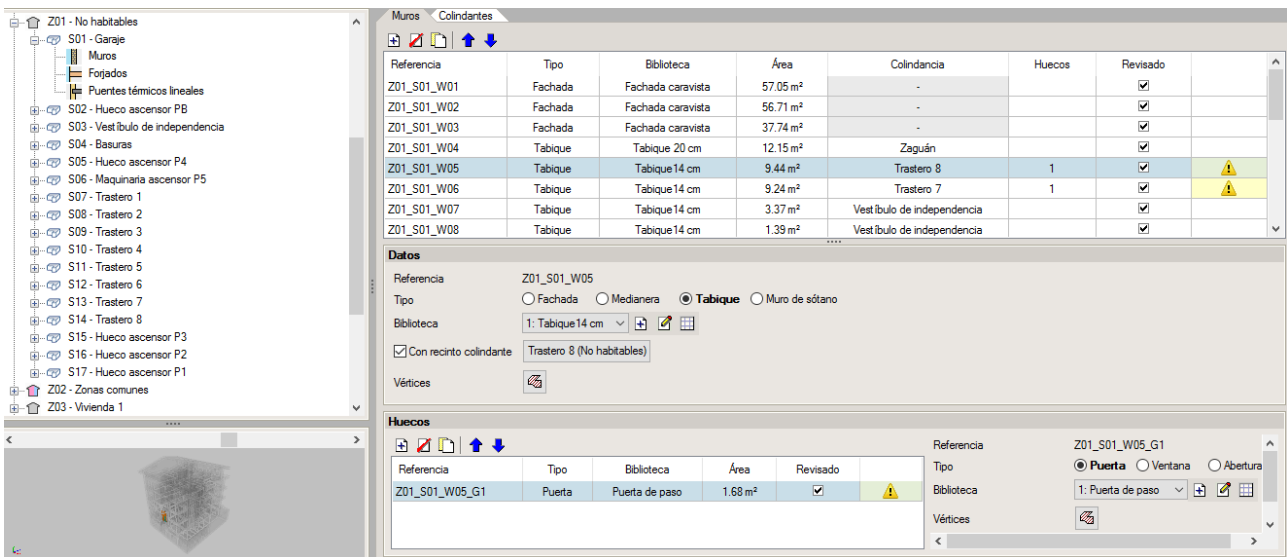 Z01 - No habitables
S01 - Garaje
Muros
Forjados
Puentes térmicos lineales
S02 - Hueco ascensor PB
S03 - Vestíbulo de independencia
S04 - Basuras
S05 - Hueco ascensor P4
S06 - Maquinaria ascensor P5
S07 - Trastero 1
S08 - Trastero 2
S09 - Trastero 3
S10 - Trastero 4
S11 - Trastero 5
S12 - Trastero 6
S13 - Trastero 7
S14 - Trastero 8
S15 - Hueco ascensor P3
S16 - Hueco ascensor P2
S17 - Hueco ascensor P1
Z02 - Zonas comunes
Z03 - Vivienda 1
Muros Colindantes
Referencia Tipo Biblioteca Área Colindancia Huecos Revisado
Z01_S01_W01 Fachada Fachada caravista 57.05 m² -
Z01_S01_W02 Fachada Fachada caravista 56.71 m² -
Z01_S01_W03 Fachada Fachada caravista 37.74 m² -
Z01_S01_W04 Tabique Tabique 20 cm 12.15 m² Zaguán
Z01_S01_W05 Tabique Tabique14 cm 9.44 m² Trastero 8 1
Z01_S01_W06 Tabique Tabique14 cm 9.24 m² Trastero 7 1
Z01_S01_W07 Tabique Tabique14 cm 3.37 m² Vestíbulo de independencia
Z01_S01_W08 Tabique Tabique14 cm 1.39 m² Vestíbulo de independencia
Datos
Referencia Z01_S01_W05
Tipo Fachada Medianera Tabique Muro de sótano
Biblioteca 1: Tabique14 cm
Con recinto colindante Trastero 8 (No habitables)
Vértices
Huecos
Referencia Tipo Biblioteca Área Revisado
Z01_S01_W05_G1 Puerta Puerta de paso 1.68 m²
Referencia Z01_S01_W05_G1
Tipo Puerta Ventana Abertura
Biblioteca 1: Puerta de paso
Vértices